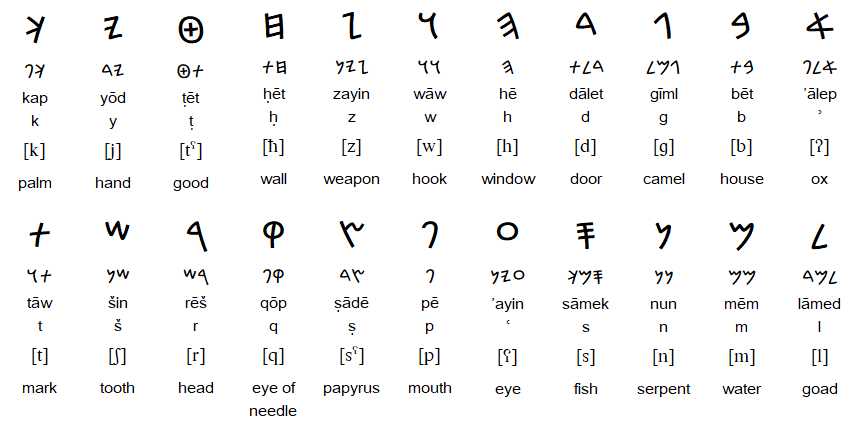 𐤀 𐤁 𐤂 𐤃 𐤄 𐤅 𐤆 𐤇 𐤈 𐤉 𐤊
𐤀𐤋𐤐 𐤁𐤕 𐤂𐤌𐤋 𐤃𐤋𐤕 𐤄 𐤅𐤅 𐤆𐤉𐤍 𐤇𐤕 𐤈𐤕 𐤉𐤃 𐤊𐤐
kap yōd ṭēt ḥēt zayin wāw hē dālet gīml bēt ʾālep
k y ṭ ḥ z w h d g b ʾ
[k] [j] [tˤ] [ħ] [z] [w] [h] [d] [ɡ] [b] [ʔ]
palm hand good wall weapon hook window door camel house ox
𐤋 𐤌 𐤍 𐤎 𐤏 𐤐 𐤑 𐤒 𐤓 𐤔 𐤕
𐤋𐤌𐤃 𐤌𐤌 𐤍𐤍 𐤎𐤌𐤊 𐤏𐤉𐤍 𐤐 𐤑𐤃 𐤒𐤐 𐤓𐤔 𐤔𐤍 𐤕𐤅
tāw šin rēš qōp ṣādē pē ʾayin sāmek nun mēm lāmed
t š r q ṣ p ʿ s n m l
[t] [ʃ] [r] [q] [sˤ] [p] [ʕ] [s] [n] [m] [l]
mark tooth head eye of needle papyrus mouth eye fish serpent water goad